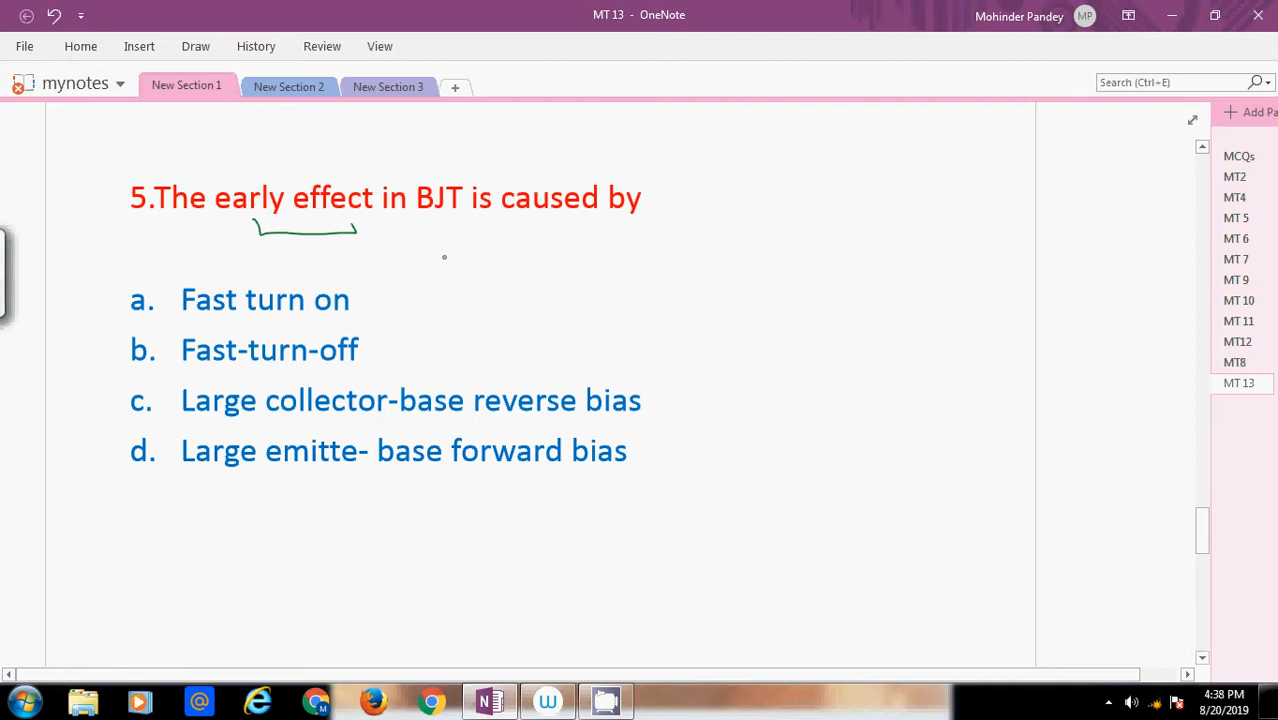 MT 13 - OneNote
Mohinder Pandey
MP
File
Home
Insert
Draw
History
Review
View
mynotes
New Section 1
New Section 2
New Section 3
Search (Ctrl+E)
Add Pa
5.The early effect in BJT is caused by
a. Fast turn on
b. Fast-turn-off
c. Large collector-base reverse bias
d. Large emitte- base forward bias
MCQs
MT2
MT4
MT 5
MT 6
MT 7
MT 9
MT 10
MT 11
MT12
MT8
MT 13
4:38 PM
8/20/2019